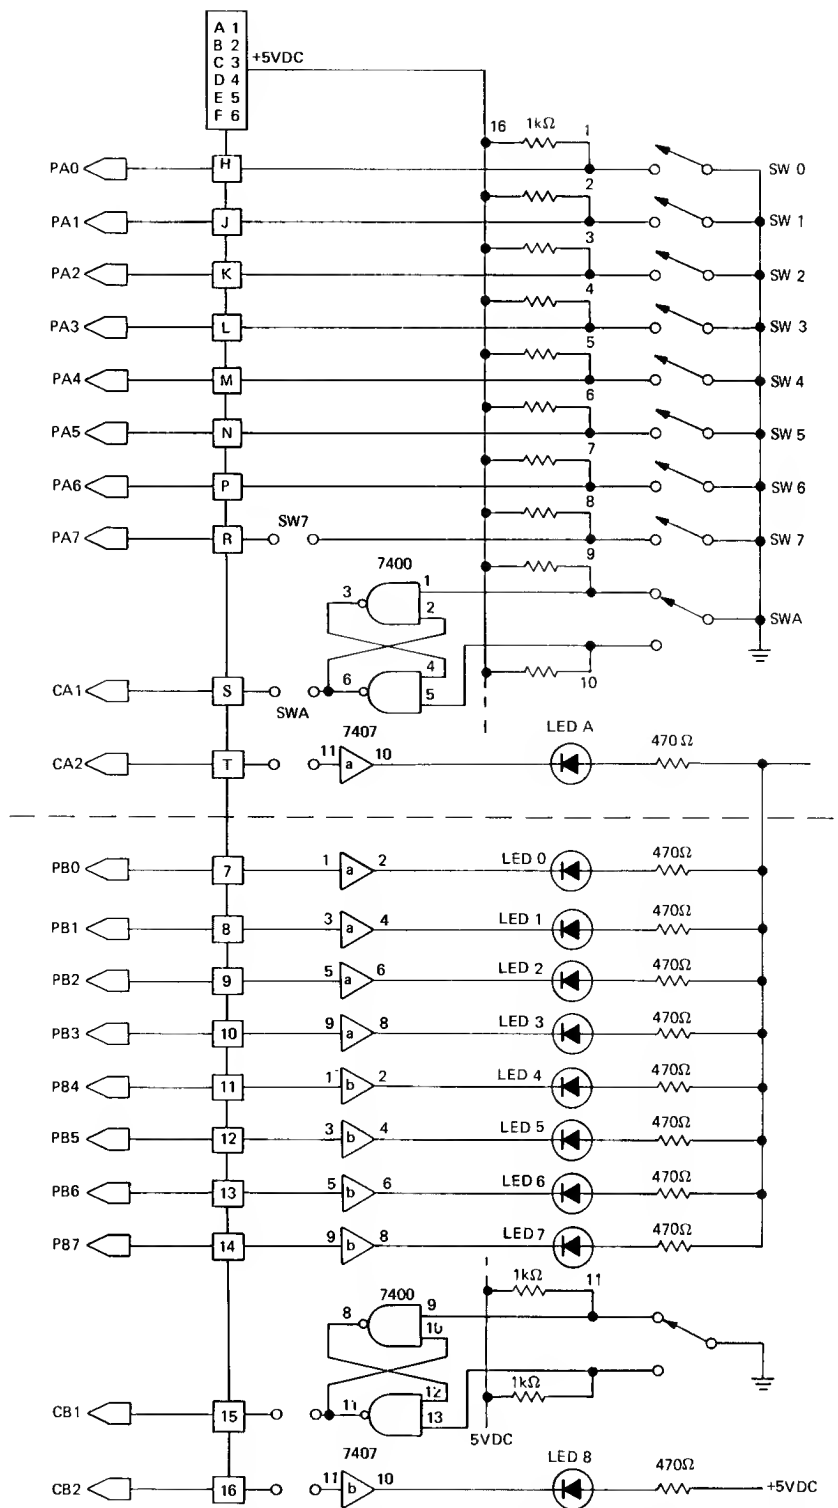 A 1
B 2
C 3
D 4
E 5
F 6
+5VDC
16
1kΩ
1
PA0
H
SW 0
2
PA1
J
SW 1
3
PA2
K
SW 2
4
PA3
L
SW 3
5
PA4
M
SW 4
6
PA5
N
SW 5
7
PA6
P
SW 6
8
PA7
R
SW7
SW 7
9
7400
3
1
2
SWA
4
6
5
10
CA1
S
SWA
7407
LED A
470 Ω
CA2
T
11
a
10
PB0
7
1
a
2
LED 0
470Ω
PB1
8
3
a
4
LED 1
470Ω
PB2
9
5
a
6
LED 2
470Ω
PB3
10
9
a
8
LED 3
470Ω
PB4
11
1
b
2
LED 4
470Ω
PB5
12
3
b
4
LED 5
470Ω
PB6
13
5
b
6
LED 6
470Ω
PB7
14
9
b
8
LED 7
470Ω
1kΩ
11
7400
8
9
10
12
11
13
1kΩ
CB1
15
5VDC
7407
LED 8
470Ω
CB2
16
11
b
10
+5VDC